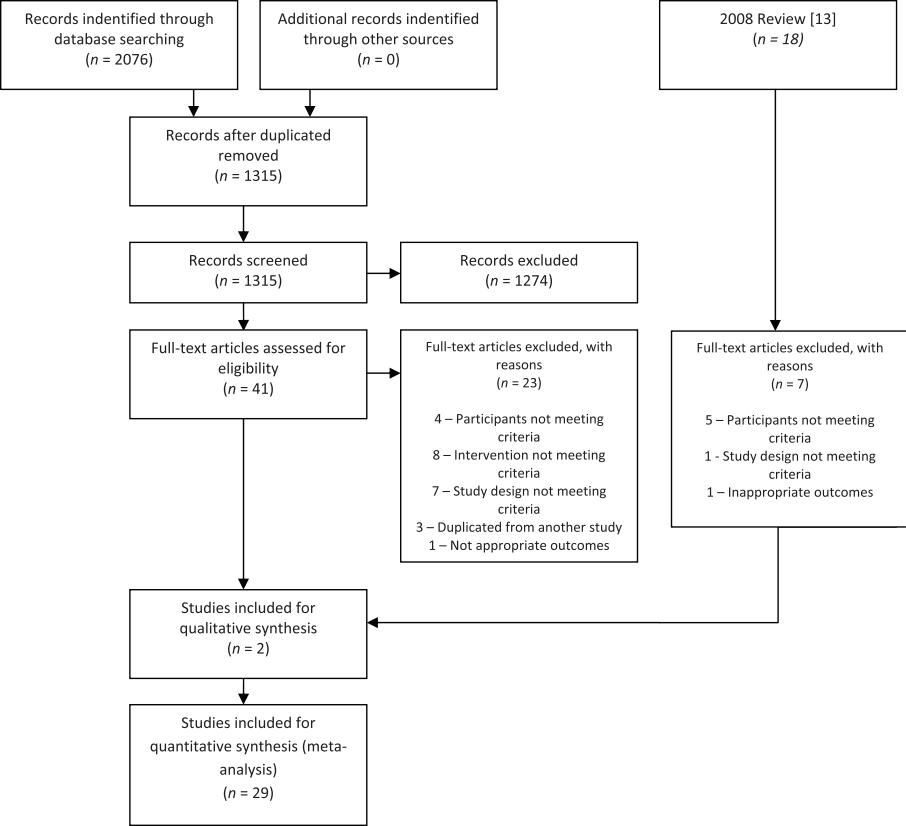 Records indentified through
database searching
(n = 2076)
Additional records indentified
through other sources
(n = 0)
2008 Review [13]
(n = 18)
Records after duplicated
removed
(n = 1315)
Records screened
(n = 1315)
Records excluded
(n = 1274)
Full-text articles assessed for
eligibility
(n = 41)
Full-text articles excluded, with
reasons
(n = 23)
4 – Participants not meeting
criteria
8 – Intervention not meeting
criteria
7 – Study design not meeting
criteria
3 – Duplicated from another study
1 – Not appropriate outcomes
Full-text articles excluded, with
reasons
(n = 7)
5 – Participants not meeting
criteria
1 - Study design not meeting
criteria
1 – Inappropriate outcomes
Studies included for
qualitative synthesis
(n = 2)
Studies included for
quantitative synthesis (meta-
analysis)
(n = 29)